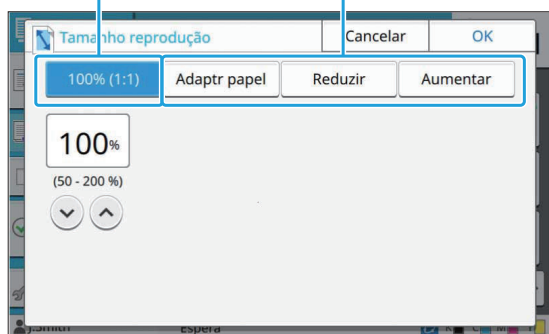 Tamanho reprodução Cancelar OK
100% (1:1) Adaptr papel Reduzir Aumentar
100%
(50 - 200 %)
J.Smith Espera